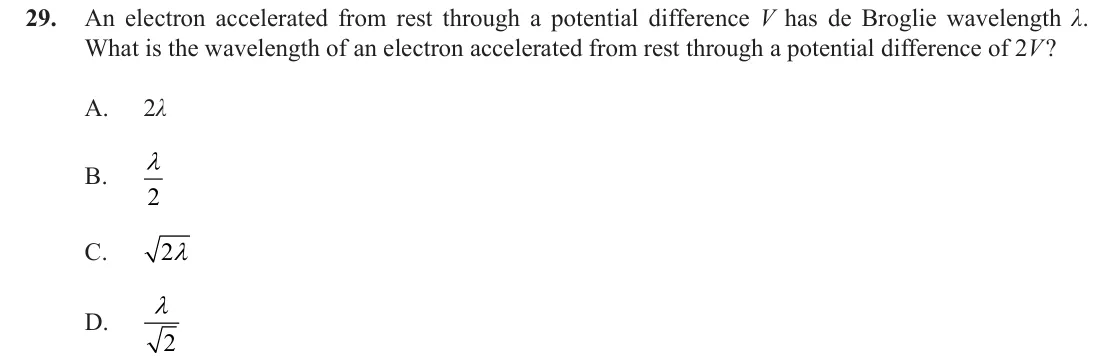 29. An electron accelerated from rest through a potential difference V has de Broglie wavelength λ.
What is the wavelength of an electron accelerated from rest through a potential difference of 2V?
A. 2λ
B. λ/2
C. √2λ
D. λ/√2